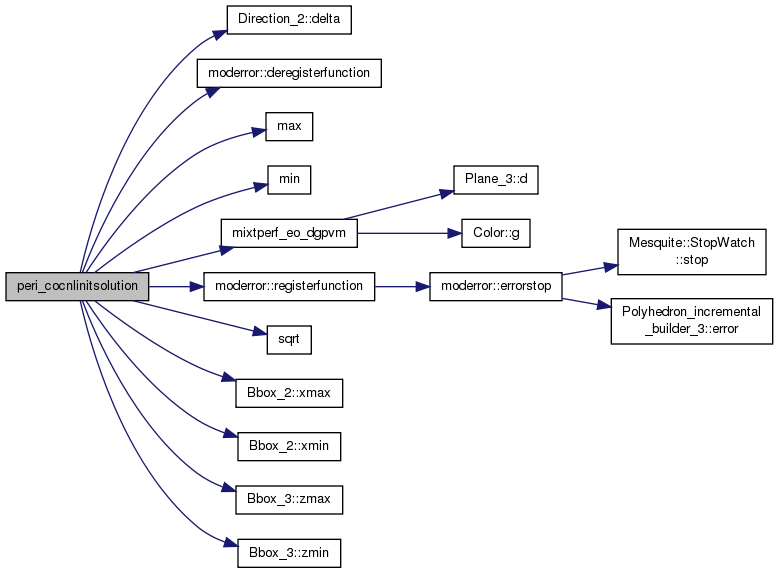 Direction_2::delta
moderror::deregisterfunction
max
min
Plane_3::d
mixtperf_eo_dgpvm
Color::g
Mesquite::StopWatch
::stop
peri_cocnlinitsolution
moderror::registerfunction
moderror::errorstop
Polyhedron_incremental
_builder_3::error
sqrt
Bbox_2::xmax
Bbox_2::xmin
Bbox_3::zmax
Bbox_3::zmin